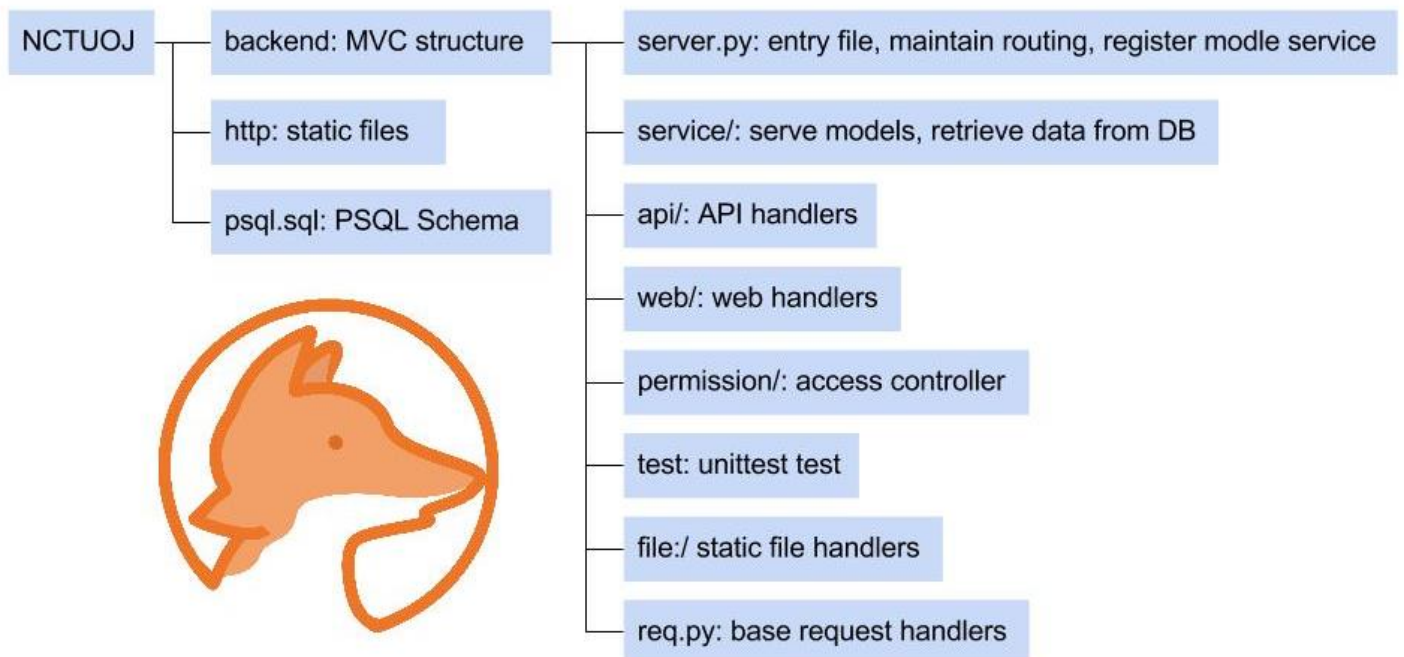 NCTUOJ
backend: MVC structure
http: static files
psql.sql: PSQL Schema
server.py: entry file, maintain routing, register modle service
service/: serve models, retrieve data from DB
api/: API handlers
web/: web handlers
permission/: access controller
test: unittest test
file:/ static file handlers
req.py: base request handlers